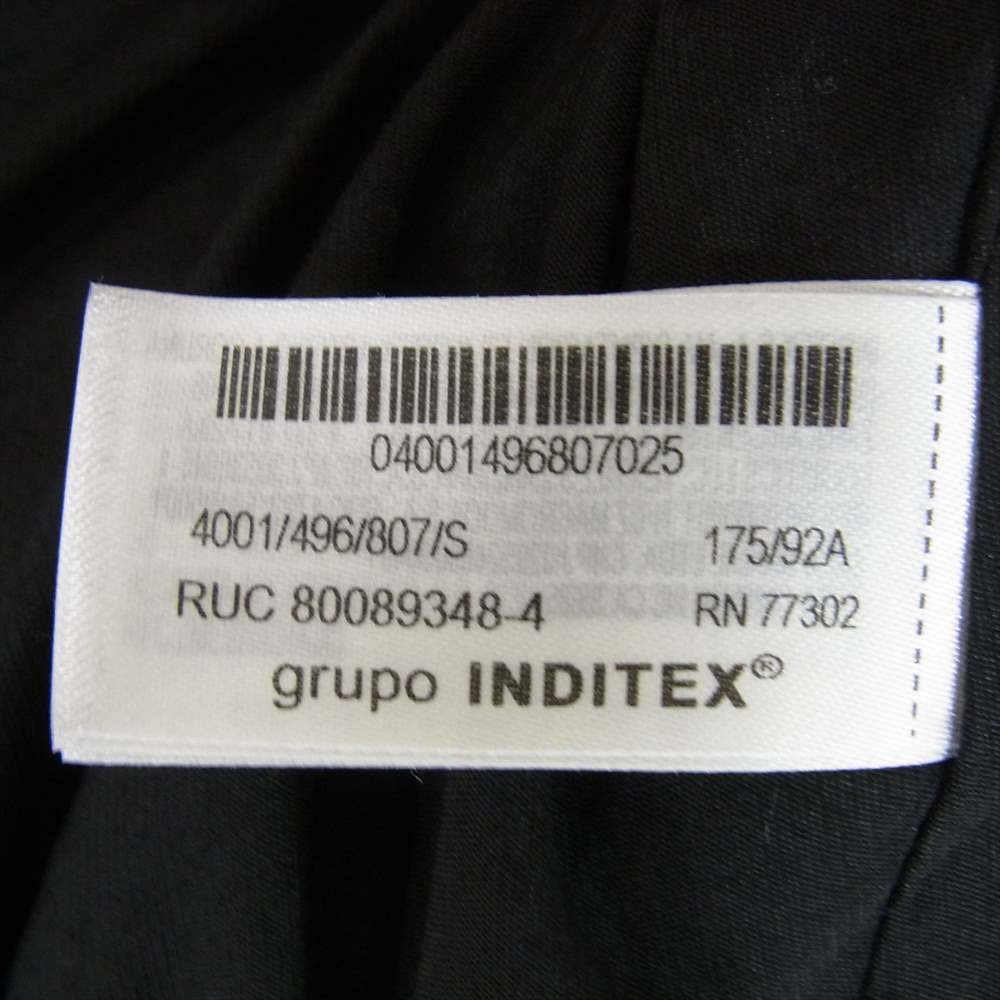 04001496807025
4001/496/807/S 175/92A
RUC 80089348-4 RN 77302
grupo INDITEX®